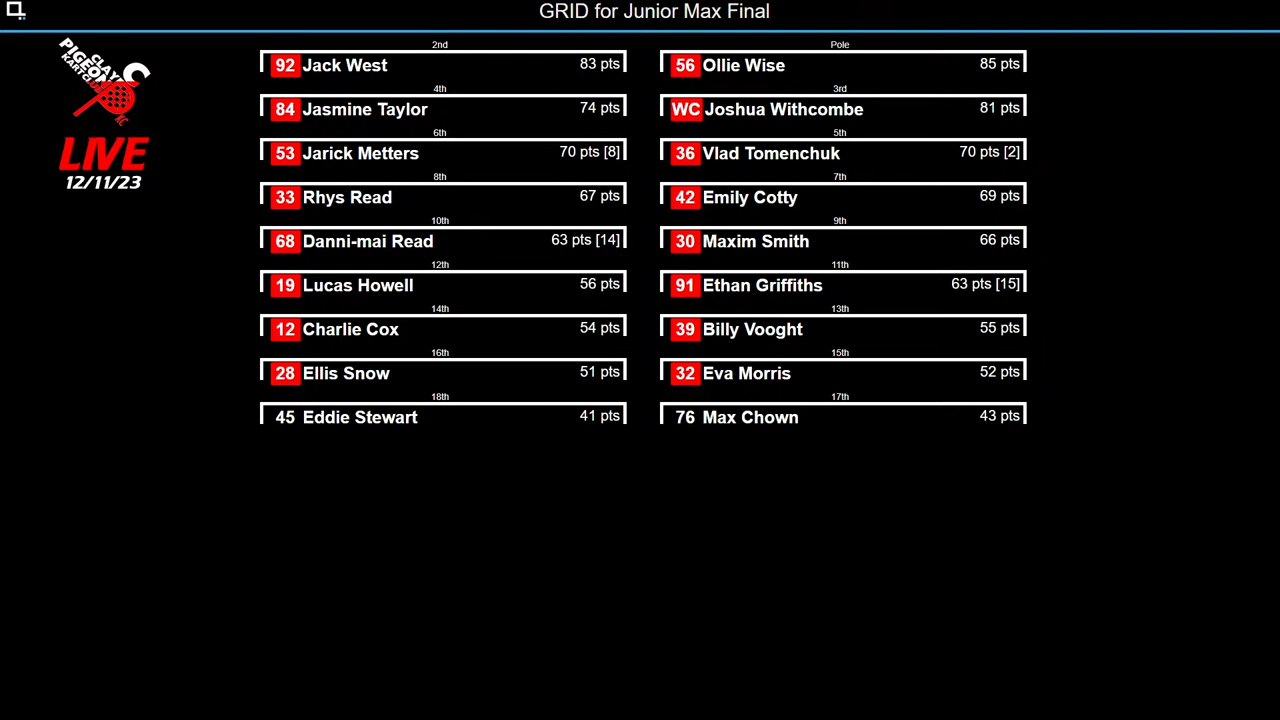 GRID for Junior Max Final
CLAY
PIGEON
KART CLUB
LIVE
12/11/23
2nd
92 Jack West 83 pts
Pole
56 Ollie Wise 85 pts
4th
84 Jasmine Taylor 74 pts
3rd
WC Joshua Withcombe 81 pts
6th
53 Jarick Metters 70 pts [8]
5th
36 Vlad Tomenchuk 70 pts [2]
8th
33 Rhys Read 67 pts
7th
42 Emily Cotty 69 pts
10th
68 Danni-mai Read 63 pts [14]
9th
30 Maxim Smith 66 pts
12th
19 Lucas Howell 56 pts
11th
91 Ethan Griffiths 63 pts [15]
14th
12 Charlie Cox 54 pts
13th
39 Billy Vooght 55 pts
16th
28 Ellis Snow 51 pts
15th
32 Eva Morris 52 pts
18th
45 Eddie Stewart 41 pts
17th
76 Max Chown 43 pts